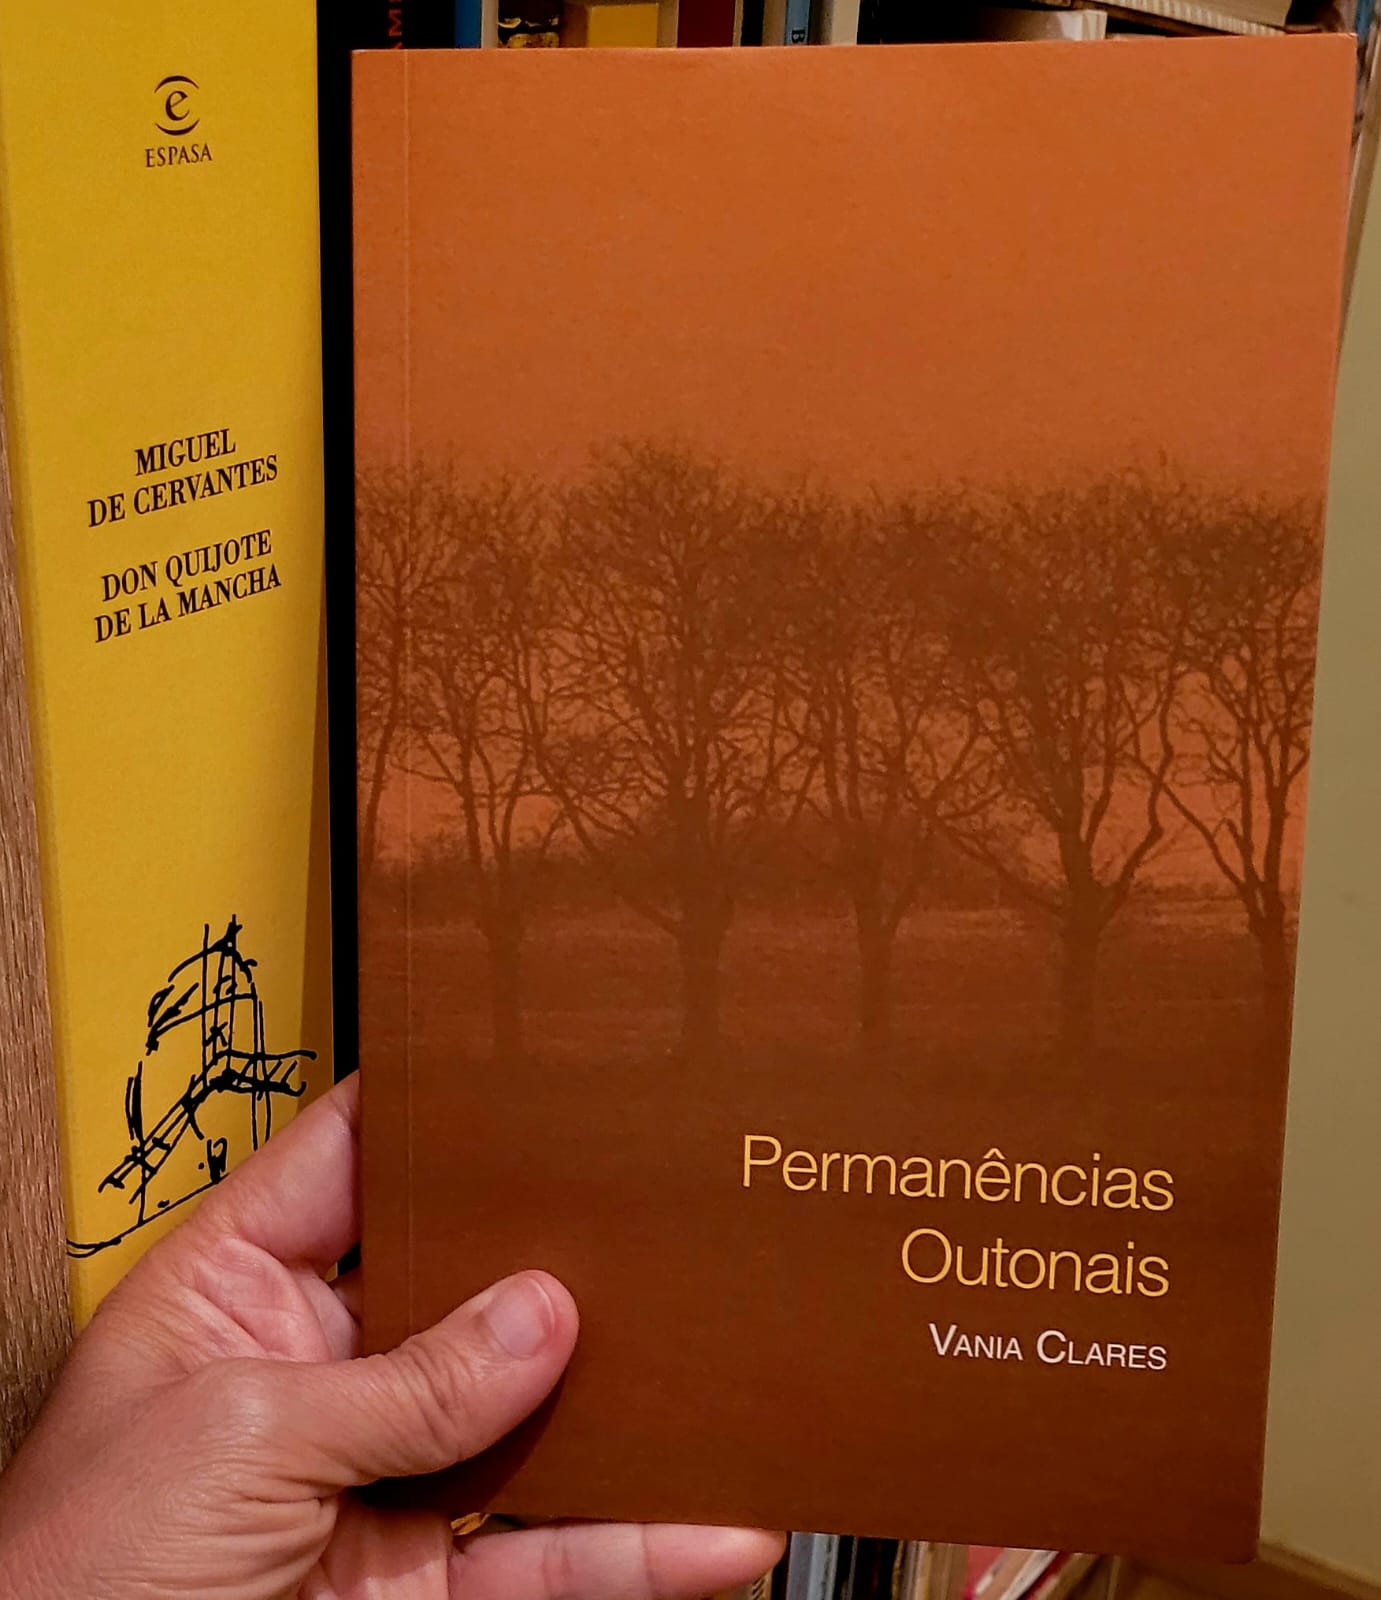 e
ESPASA
MIGUEL
DE CERVANTES
DON QUIJOTE
DE LA MANCHA
Permanências
Outonais
VANIA CLARES